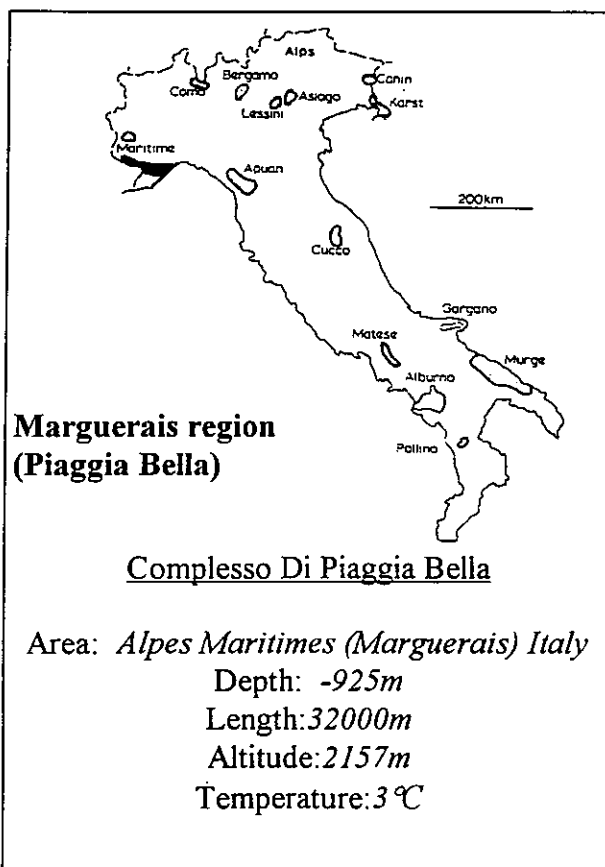 Alps
Bergamo
Canin
Como
Asiago
Karst
Lessini
Maritime
Apuan
200km
Cucco
Gargano
Matese
Murge
Alburno
Marguerais region
(Piaggia Bella)
Pollino
Complesso Di Piaggia Bella
Area: Alpes Maritimes (Marguerais) Italy
Depth: -925m
Length:32000m
Altitude:2157m
Temperature:3°C